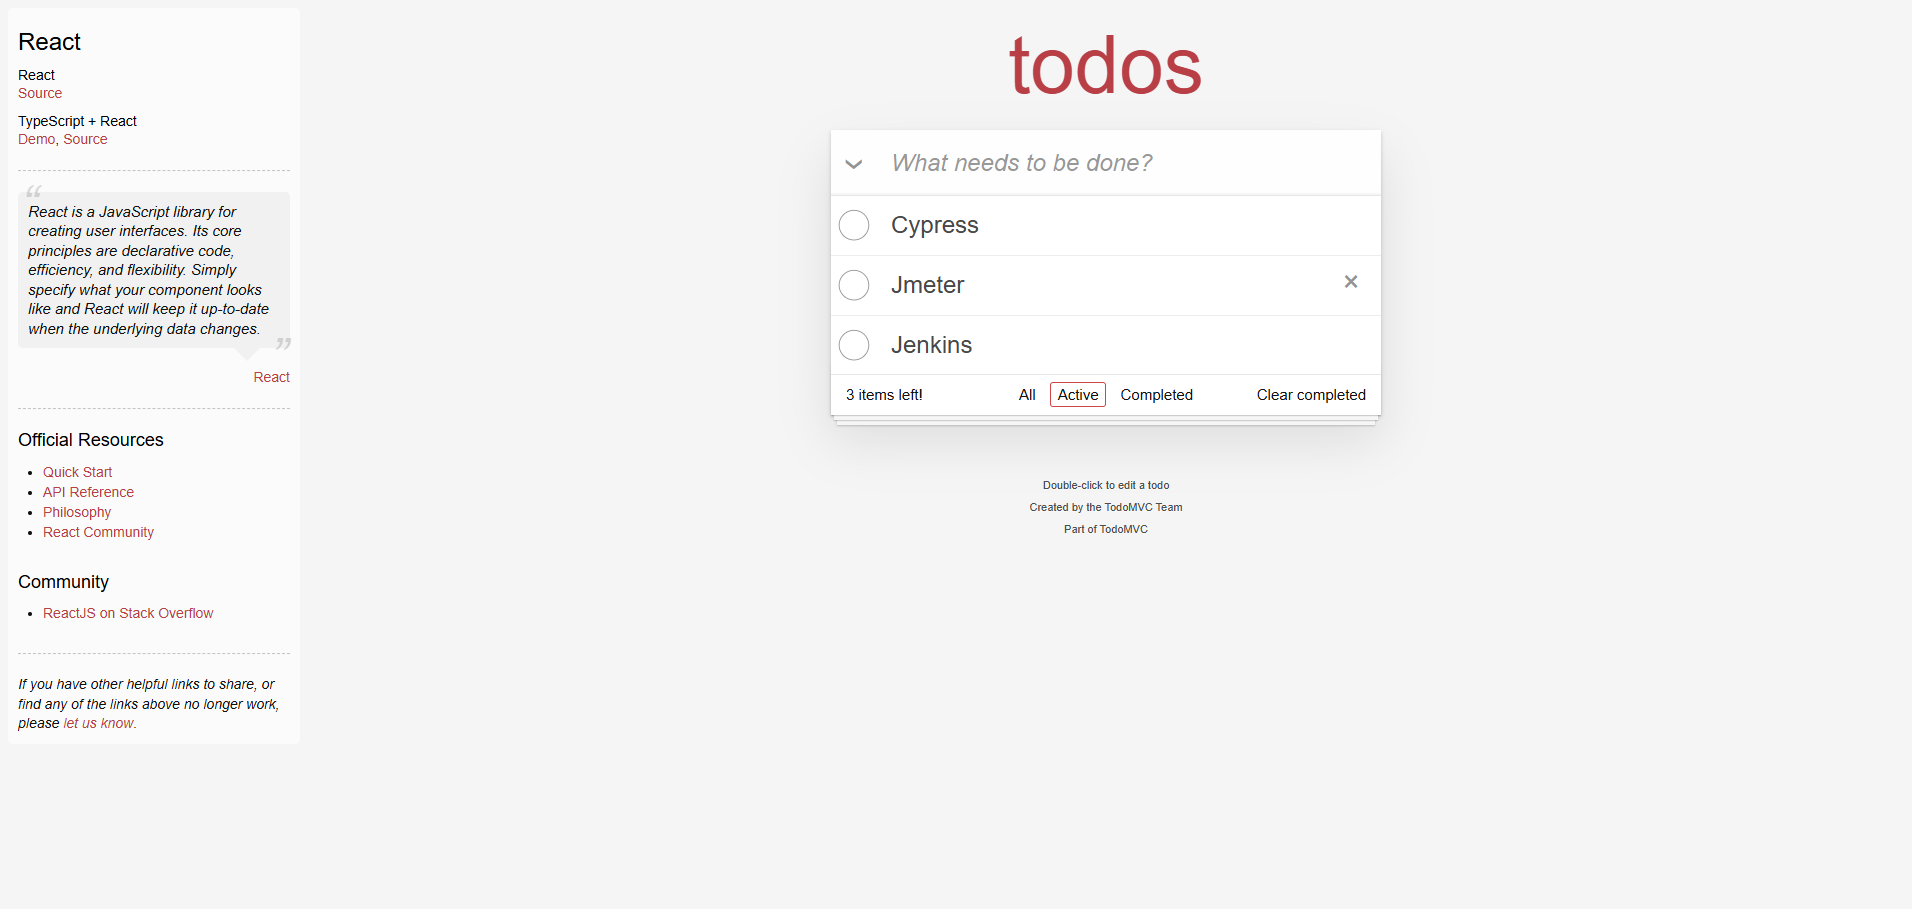 React
React
Source
TypeScript + React
Demo, Source
“
React is a JavaScript library for
creating user interfaces. Its core
principles are declarative code,
efficiency, and flexibility. Simply
specify what your component looks
like and React will keep it up-to-date
when the underlying data changes.
”
React
Official Resources
• Quick Start
• API Reference
• Philosophy
• React Community
Community
• ReactJS on Stack Overflow
If you have other helpful links to share, or
find any of the links above no longer work,
please let us know.
todos
What needs to be done?
Cypress
Jmeter ×
Jenkins
3 items left! All Active Completed Clear completed
Double-click to edit a todo
Created by the TodoMVC Team
Part of TodoMVC